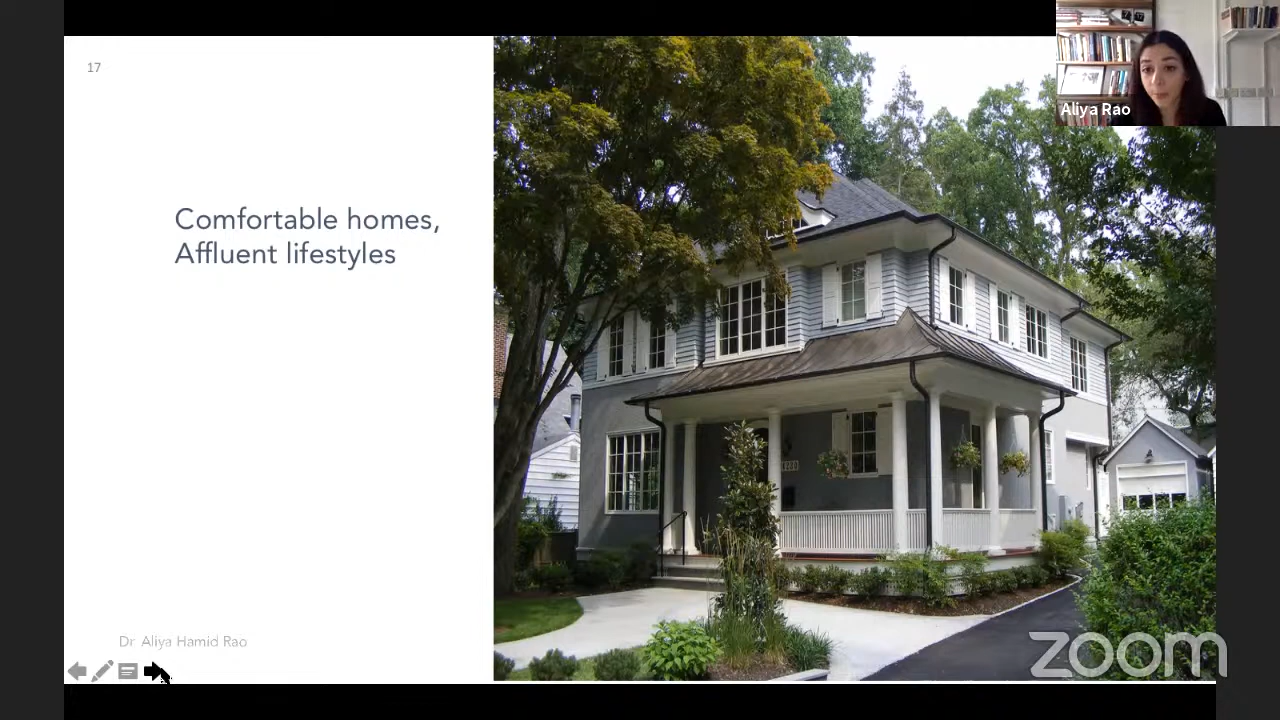 17
Aliya Rao
Comfortable homes,
Affluent lifestyles
Dr Aliya Hamid Rao
zoom